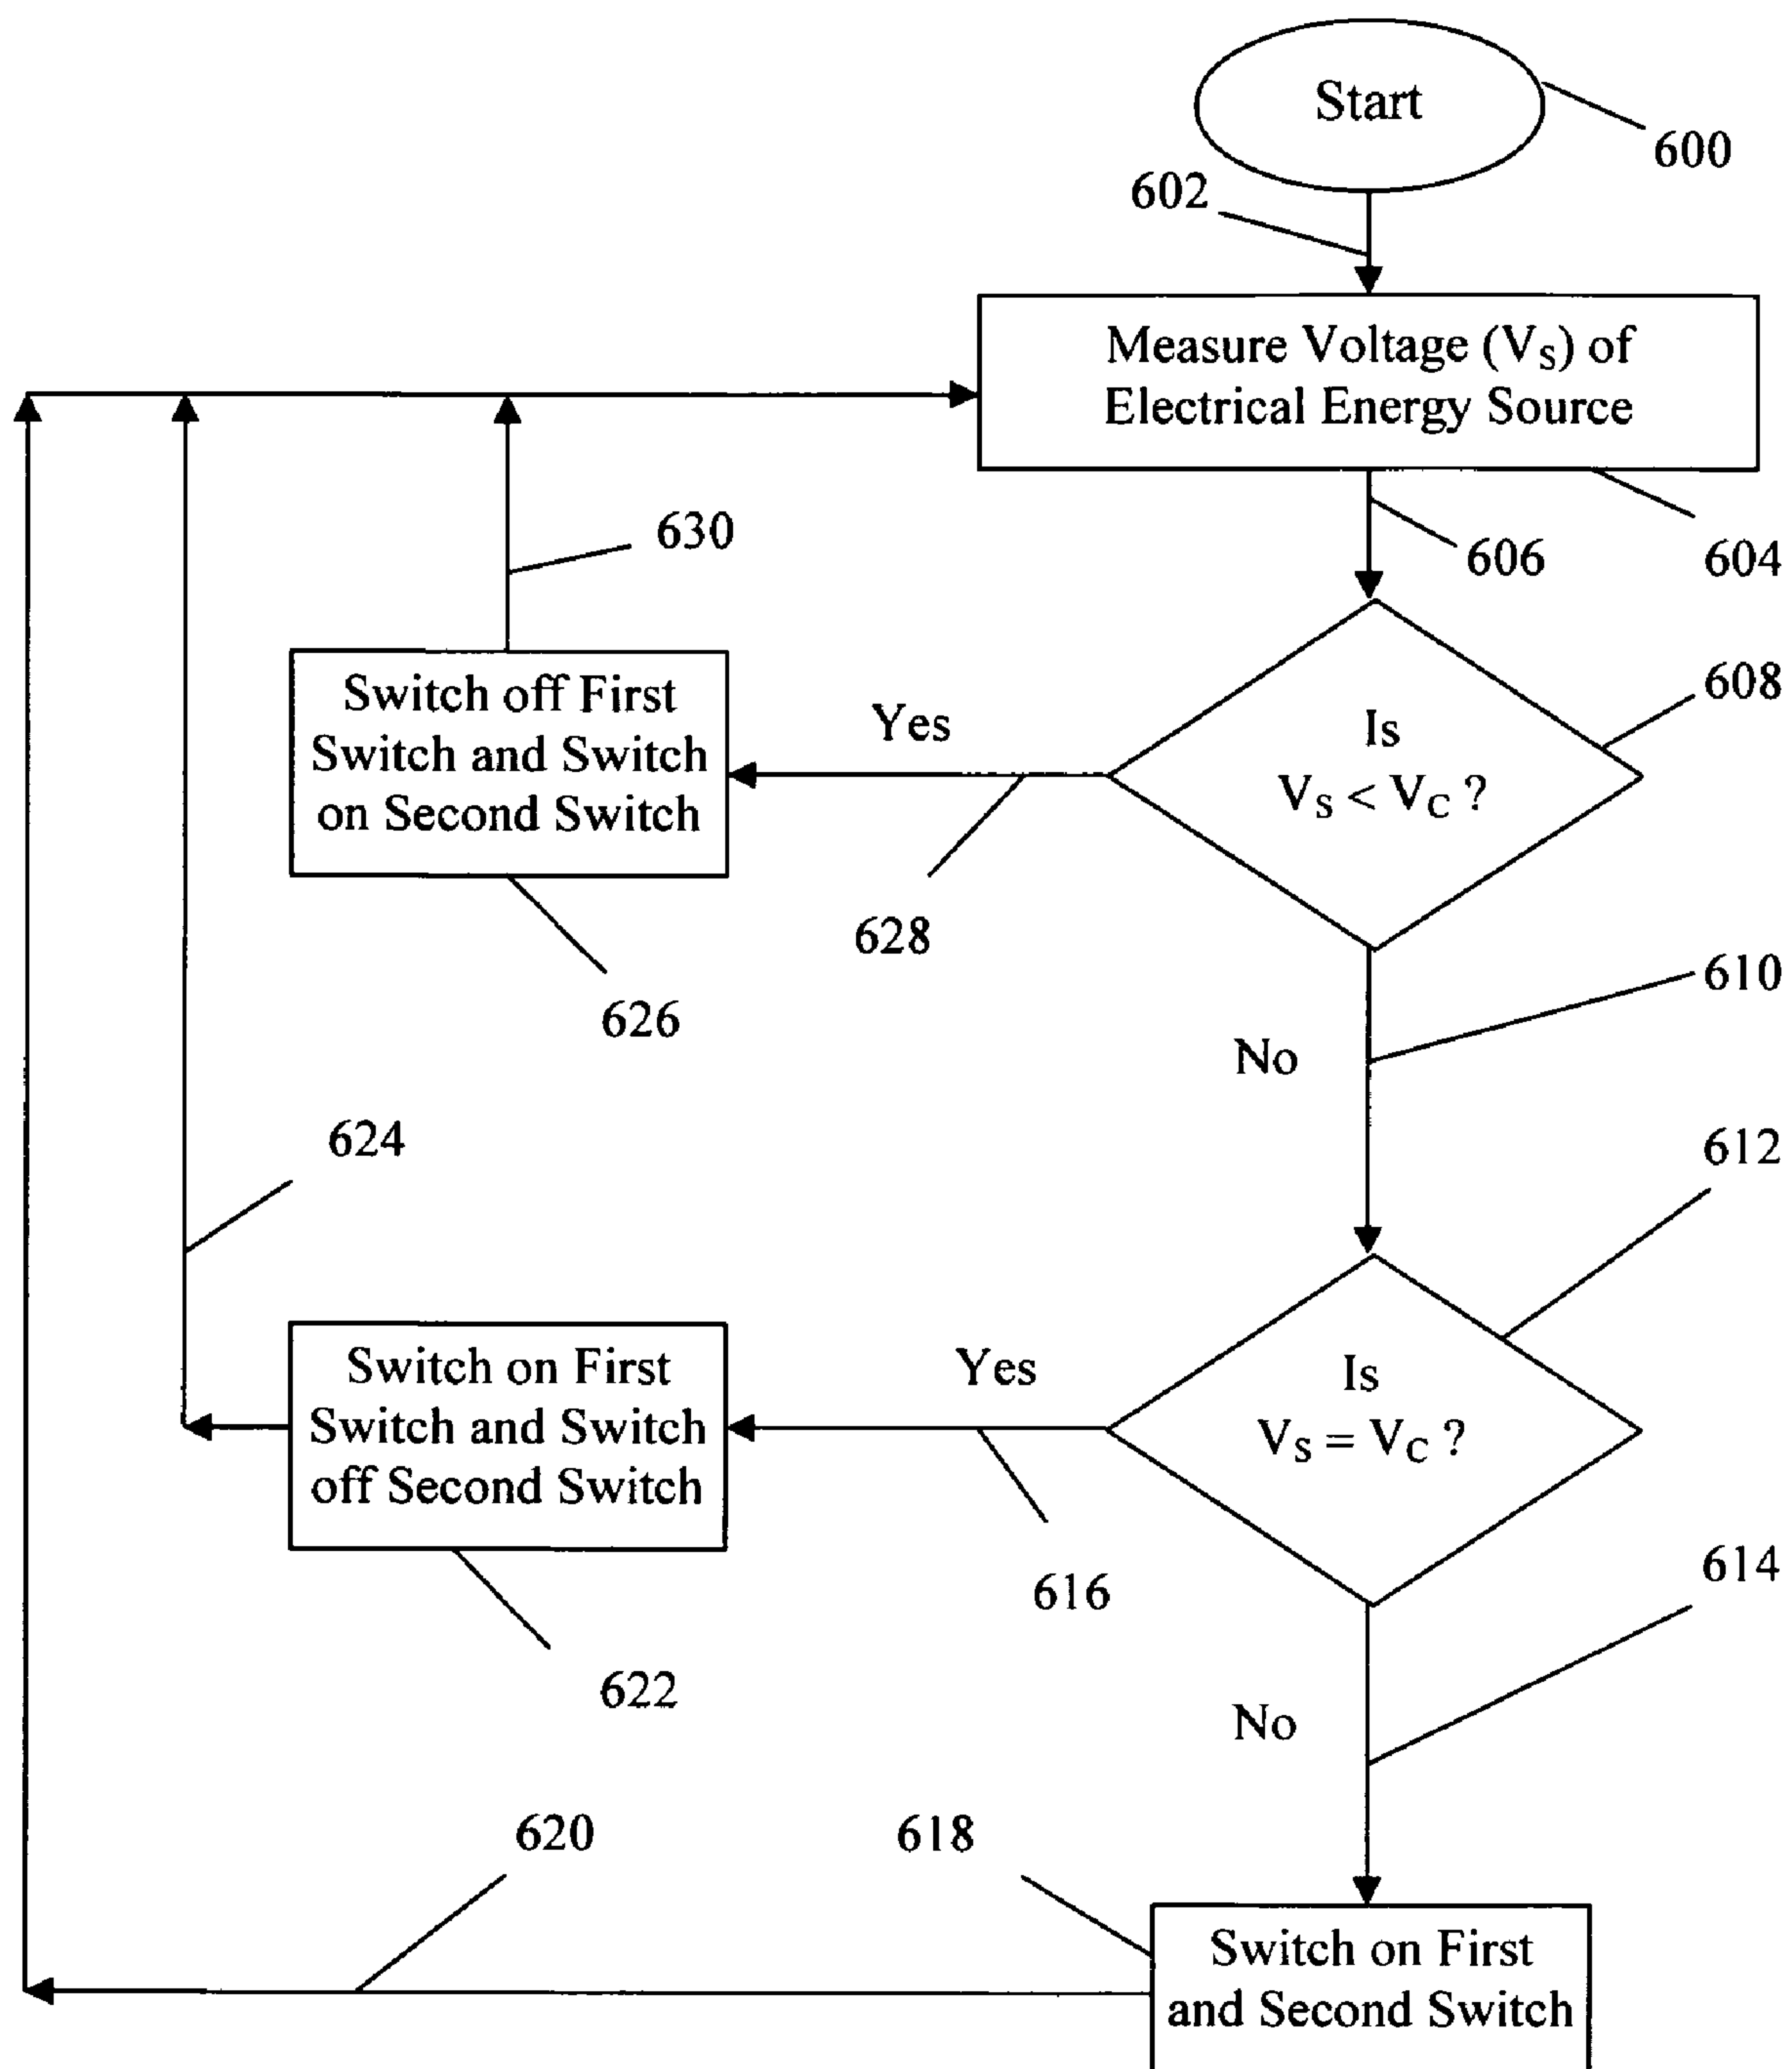 Start
600
602
Measure Voltage (VS) of
Electrical Energy Source
630
606
604
Switch off First
Switch and Switch
on Second Switch
Yes
Is
VS < VC ?
608
628
626
610
No
624
612
Switch on First
Switch and Switch
off Second Switch
Yes
Is
VS = VC ?
616
614
622
No
620
618
Switch on First
and Second Switch